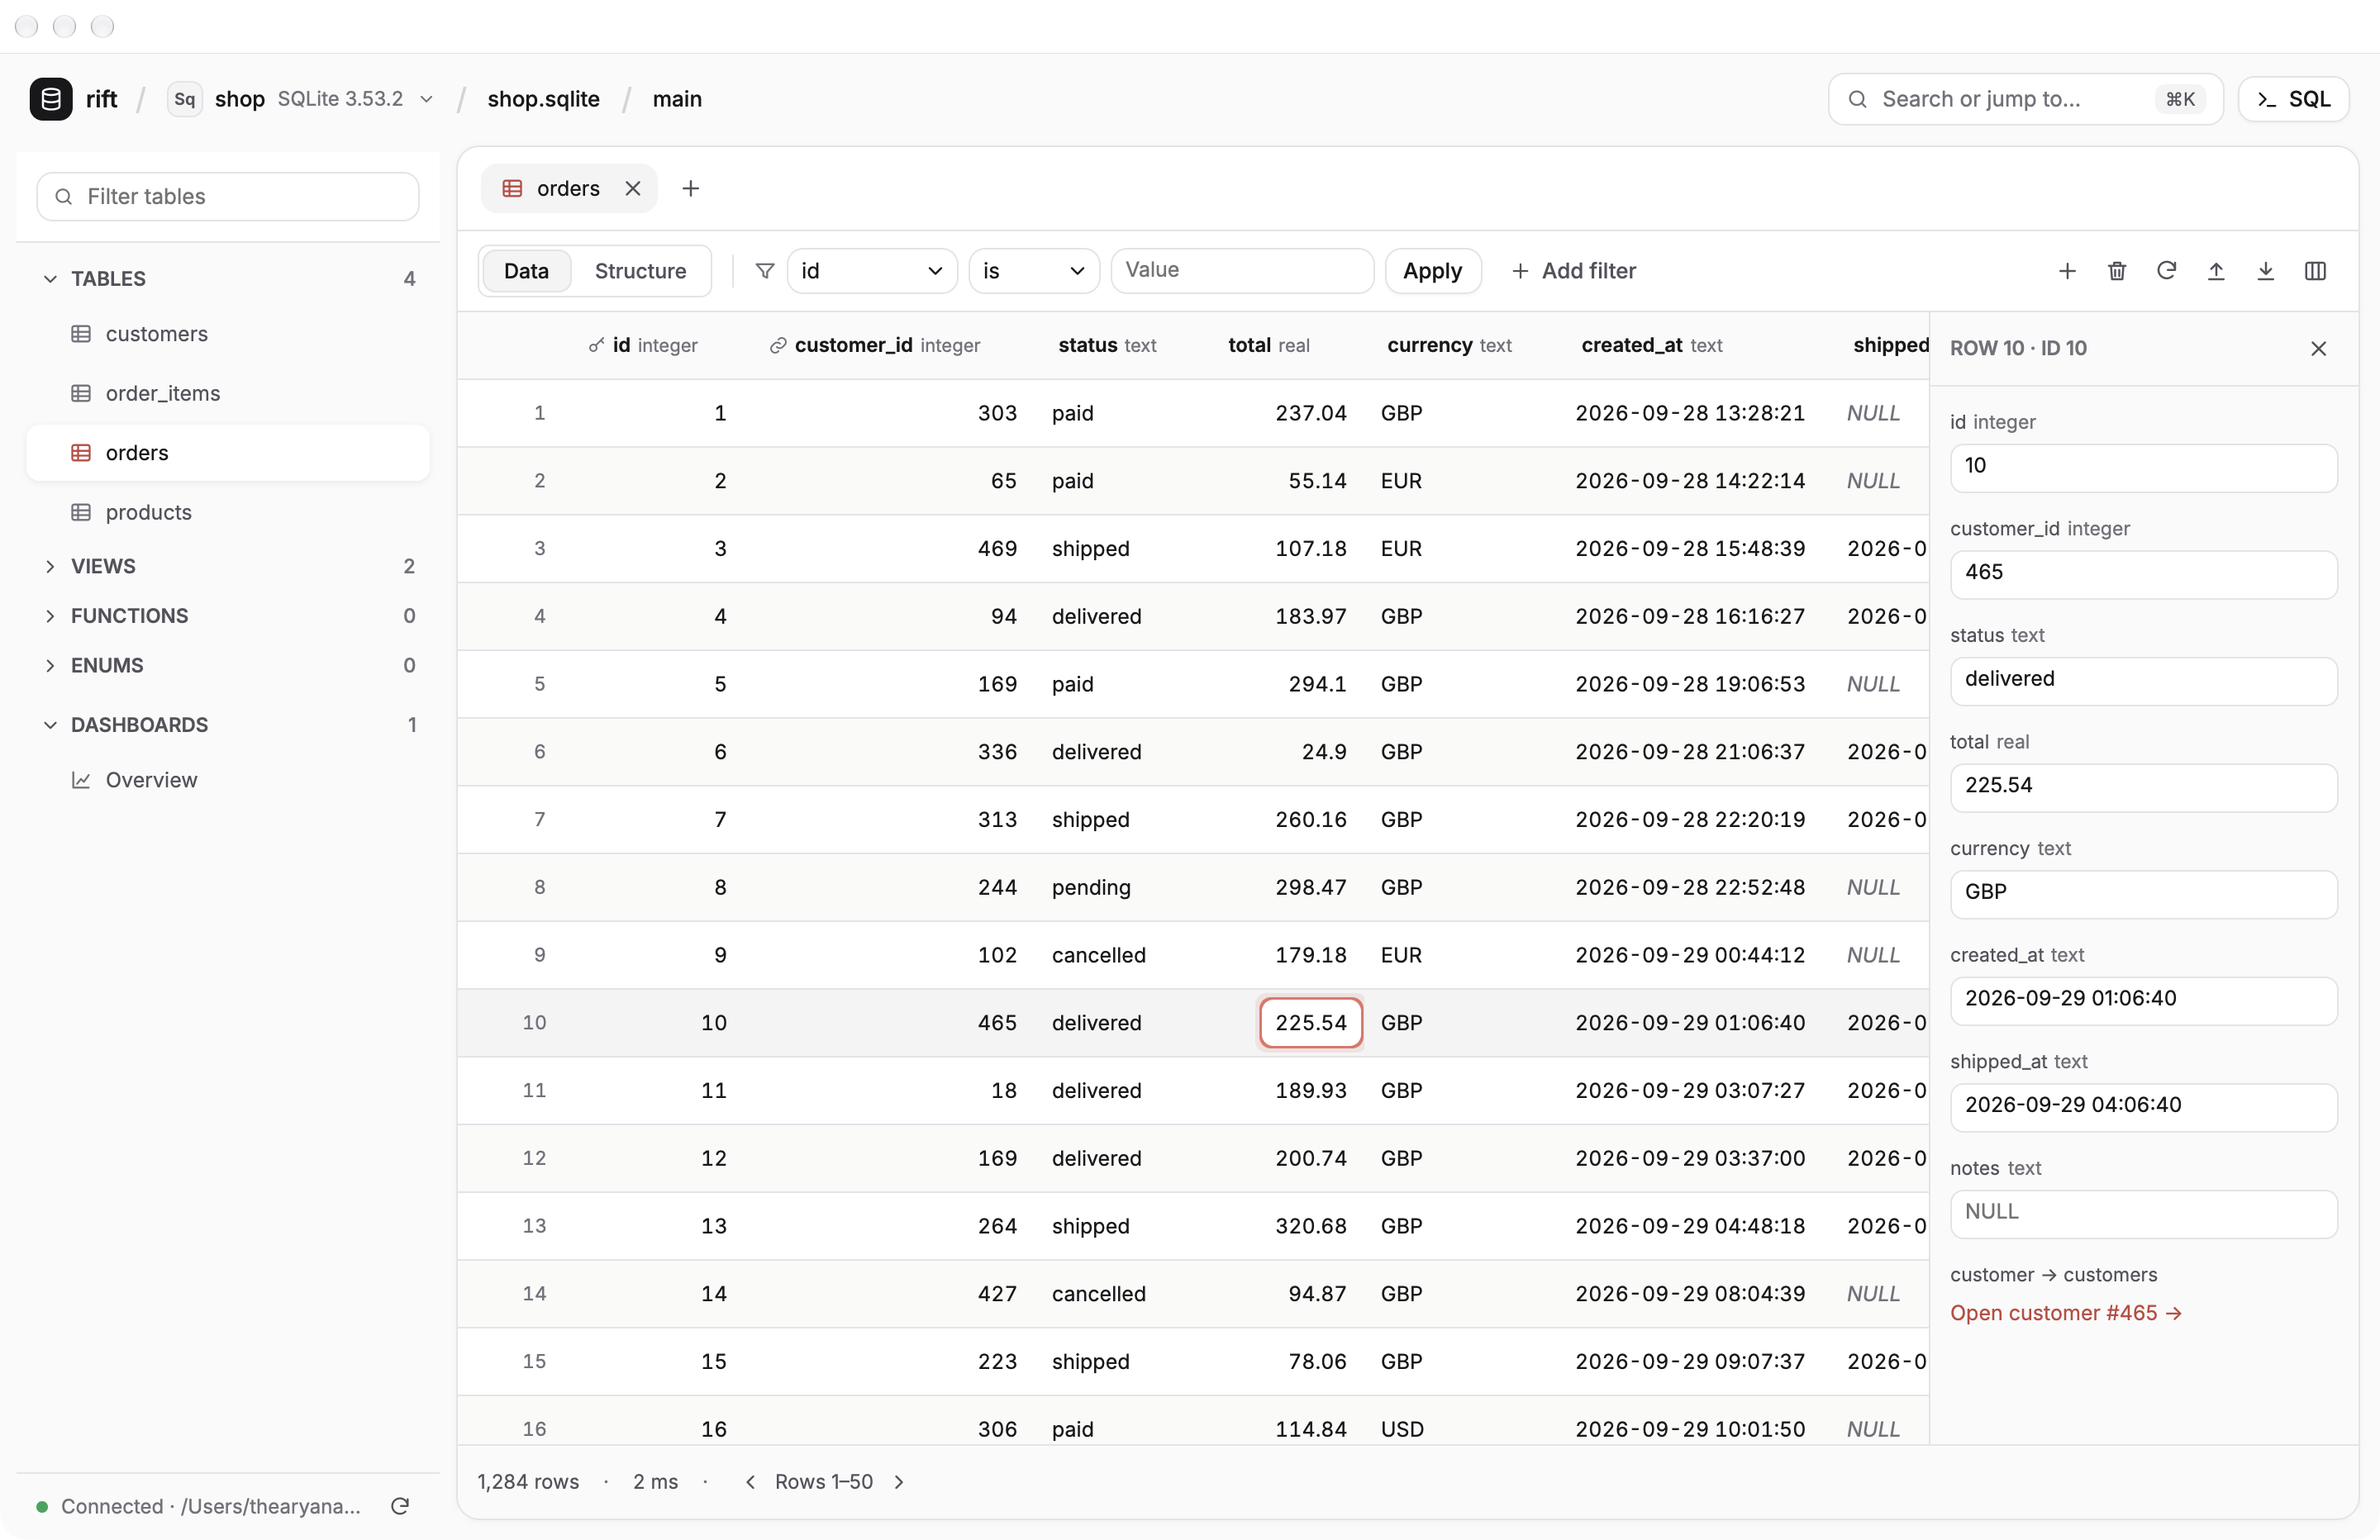 rift / Sq shop SQLite 3.53.2 / shop.sqlite / main
Search or jump to... ⌘K
SQL
Filter tables
TABLES 4
customers
order_items
orders
products
VIEWS 2
FUNCTIONS 0
ENUMS 0
DASHBOARDS 1
Overview
Connected · /Users/thearyana...
orders
Data Structure id is Value Apply + Add filter
id integer customer_id integer status text total real currency text created_at text shipped
1 1 303 paid 237.04 GBP 2026-09-28 13:28:21 NULL
2 2 65 paid 55.14 EUR 2026-09-28 14:22:14 NULL
3 3 469 shipped 107.18 EUR 2026-09-28 15:48:39 2026-0
4 4 94 delivered 183.97 GBP 2026-09-28 16:16:27 2026-0
5 5 169 paid 294.1 GBP 2026-09-28 19:06:53 NULL
6 6 336 delivered 24.9 GBP 2026-09-28 21:06:37 2026-0
7 7 313 shipped 260.16 GBP 2026-09-28 22:20:19 2026-0
8 8 244 pending 298.47 GBP 2026-09-28 22:52:48 NULL
9 9 102 cancelled 179.18 EUR 2026-09-29 00:44:12 NULL
10 10 465 delivered 225.54 GBP 2026-09-29 01:06:40 2026-0
11 11 18 delivered 189.93 GBP 2026-09-29 03:07:27 2026-0
12 12 169 delivered 200.74 GBP 2026-09-29 03:37:00 2026-0
13 13 264 shipped 320.68 GBP 2026-09-29 04:48:18 2026-0
14 14 427 cancelled 94.87 GBP 2026-09-29 08:04:39 NULL
15 15 223 shipped 78.06 GBP 2026-09-29 09:07:37 2026-0
16 16 306 paid 114.84 USD 2026-09-29 10:01:50 NULL
1,284 rows · 2 ms · Rows 1–50
ROW 10 · ID 10
id integer
10
customer_id integer
465
status text
delivered
total real
225.54
currency text
GBP
created_at text
2026-09-29 01:06:40
shipped_at text
2026-09-29 04:06:40
notes text
NULL
customer → customers
Open customer #465 →